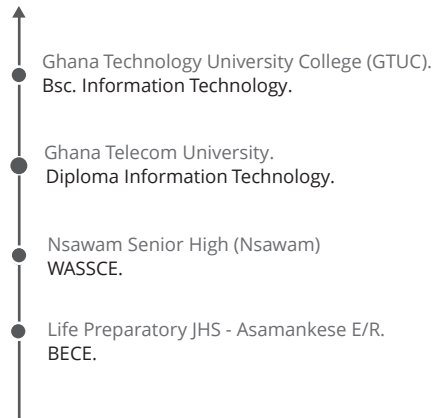 Ghana Technology University College (GTUC).
Bsc. Information Technology.
Ghana Telecom University.
Diploma Information Technology.
Nsawam Senior High (Nsawam)
WASSCE.
Life Preparatory JHS - Asamankese E/R.
BECE.